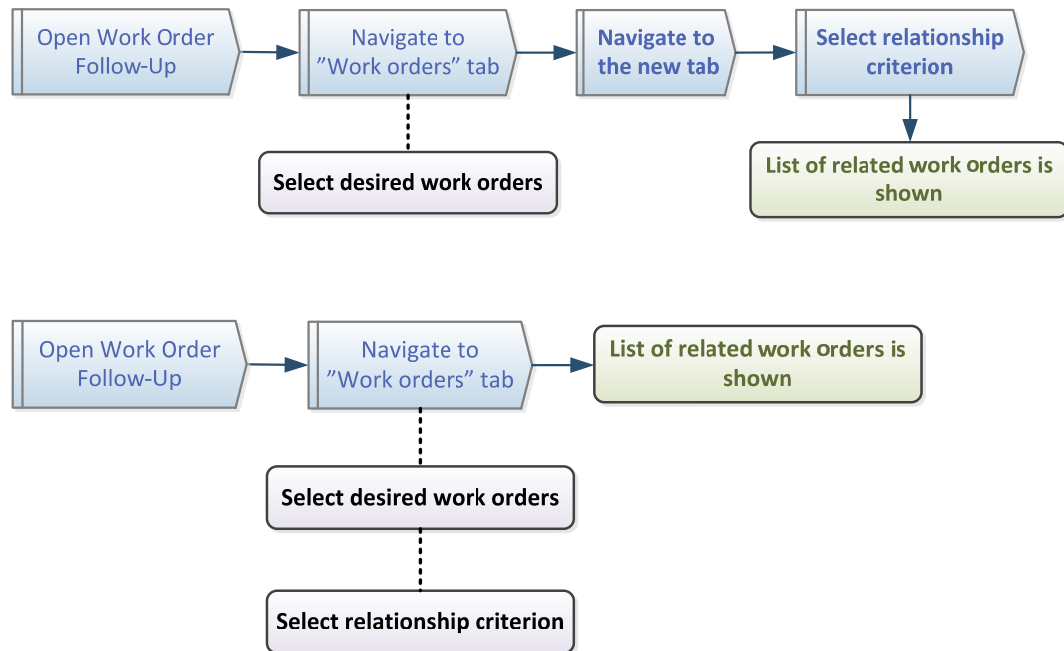 Open Work Order
Follow-Up
Navigate to
”Work orders” tab
Navigate to
the new tab
Select relationship
criterion
Select desired work orders
List of related work orders is
shown
Open Work Order
Follow-Up
Navigate to
”Work orders” tab
List of related work orders is
shown
Select desired work orders
Select relationship criterion